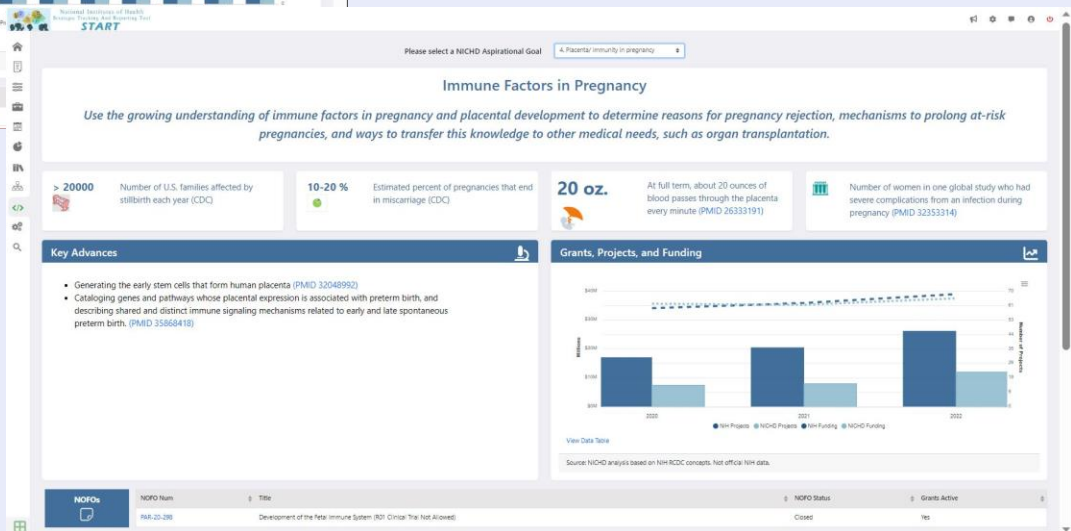 National Institutes of Health
Strategic Tracking And Reporting Tool
START
Please select a NICHD Aspirational Goal
4. Placenta/ immunity in pregnancy
Immune Factors in Pregnancy
Use the growing understanding of immune factors in pregnancy and placental development to determine reasons for pregnancy rejection, mechanisms to prolong at-risk
pregnancies, and ways to transfer this knowledge to other medical needs, such as organ transplantation.
> 20000
Number of U.S. families affected by
stillbirth each year (CDC)
10-20 %
Estimated percent of pregnancies that end
in miscarriage (CDC)
20 oz.
At full term, about 20 ounces of
blood passes through the placenta
every minute (PMID 26333191)
Number of women in one global study who had
severe complications from an infection during
pregnancy (PMID 32353314)
Key Advances
• Generating the early stem cells that form human placenta (PMID 32048992)
• Cataloging genes and pathways whose placental expression is associated with preterm birth, and
describing shared and distinct immune signaling mechanisms related to early and late spontaneous
preterm birth. (PMID 35868418)
Grants, Projects, and Funding
Millions
Number of Projects
2020 2021 2022
NIH Projects NICHD Projects NIH Funding NICHD Funding
View Data Table
Source: NICHD analysis based on NIH RCDC concepts. Not official NIH data.
NOFOs
NOFO Num Title NOFO Status Grants Active
PAR-20-298 Development of the Fetal Immune System (R01 Clinical Trial Not Allowed) Closed Yes